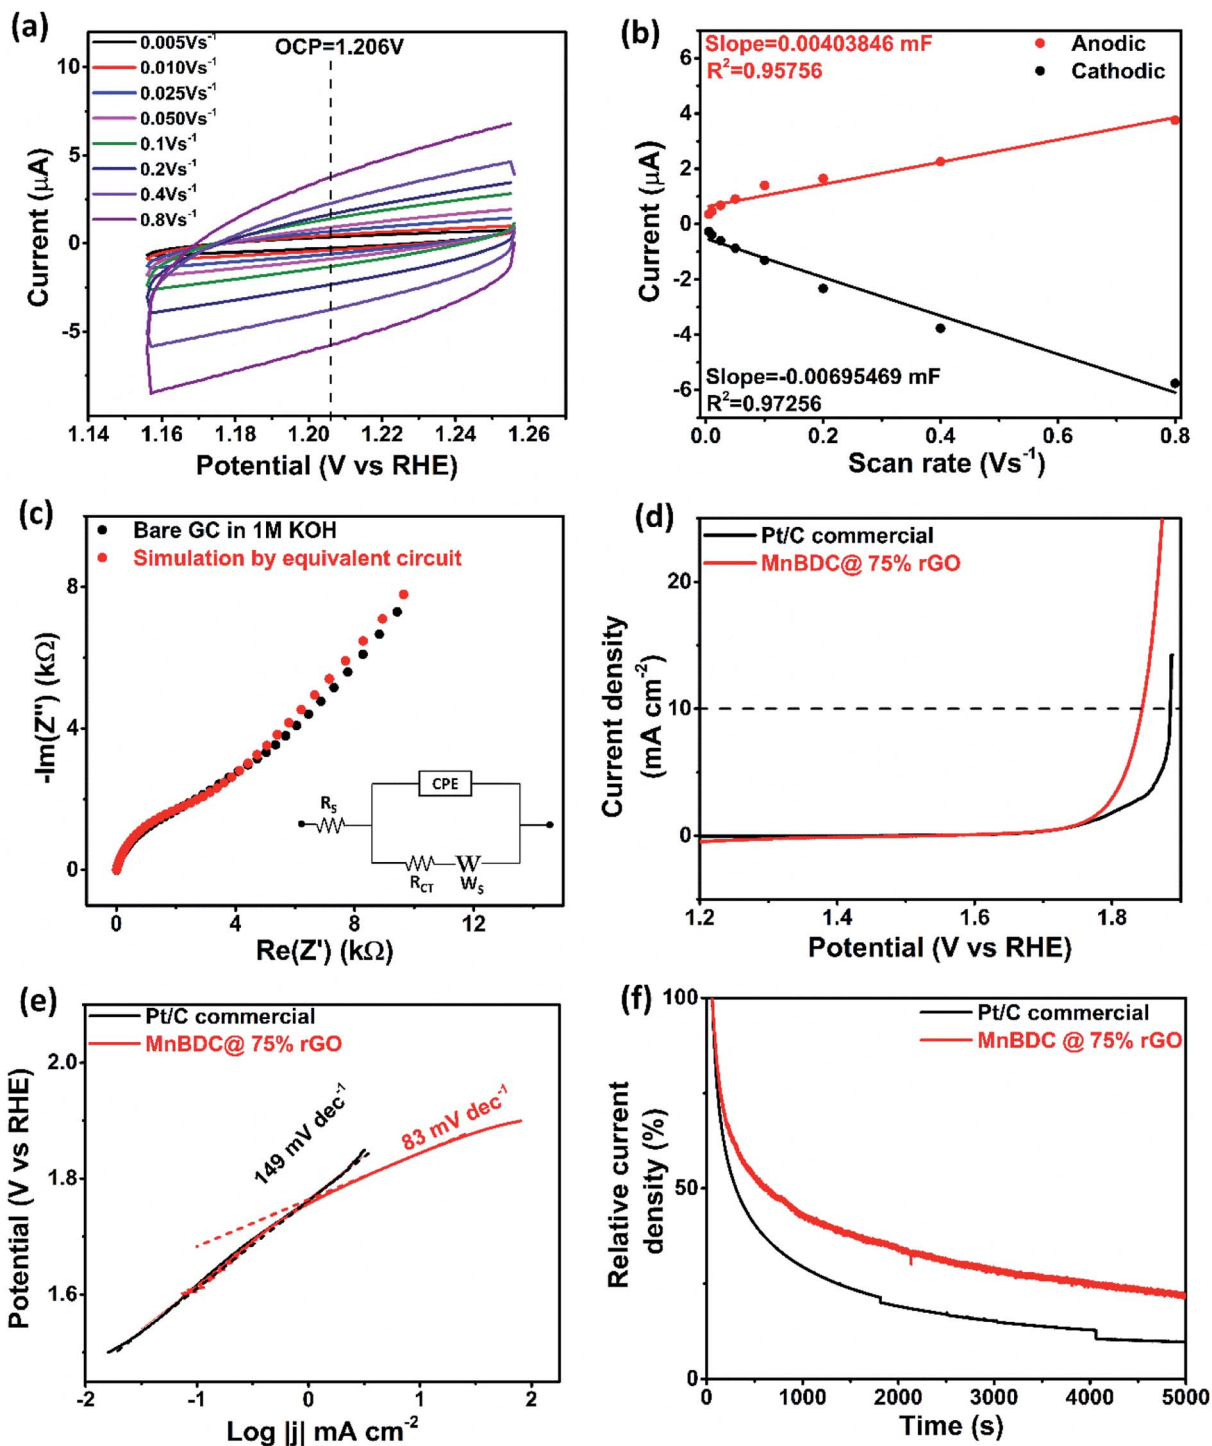 (a)
OCP=1.206V
0.005Vs⁻¹
0.010Vs⁻¹
0.025Vs⁻¹
0.050Vs⁻¹
0.1Vs⁻¹
0.2Vs⁻¹
0.4Vs⁻¹
0.8Vs⁻¹
10
5
0
-5
Current (μA)
1.14 1.16 1.18 1.20 1.22 1.24 1.26
Potential (V vs RHE)
(b)
Slope=0.00403846 mF
R²=0.95756
Anodic
Cathodic
6
4
2
0
-2
-4
-6
Current (μA)
Slope=-0.00695469 mF
R²=0.97256
0.0 0.2 0.4 0.6 0.8
Scan rate (Vs⁻¹)
(c)
Bare GC in 1M KOH
Simulation by equivalent circuit
8
4
0
-Im(Z'') (kΩ)
CPE
R_S
R_CT
W
W_S
0 4 8 12
Re(Z') (kΩ)
(d)
Pt/C commercial
MnBDC@ 75% rGO
20
10
0
Current density
(mA cm⁻²)
1.2 1.4 1.6 1.8
Potential (V vs RHE)
(e)
Pt/C commercial
MnBDC@ 75% rGO
2.0
1.8
1.6
Potential (V vs RHE)
149 mV dec⁻¹
83 mV dec⁻¹
-2 -1 0 1 2
Log |j| mA cm⁻²
(f)
Pt/C commercial
MnBDC @ 75% rGO
100
50
0
Relative current
density (%)
0 1000 2000 3000 4000 5000
Time (s)